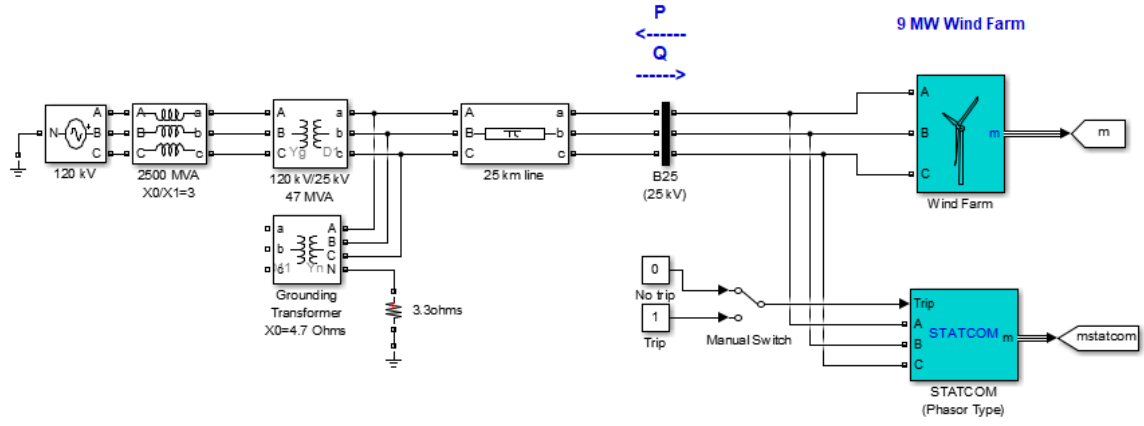 P
<------
Q
------>
9 MW Wind Farm
N
A
B
C
120 kV
A
B
C
a
b
c
2500 MVA
X0/X1=3
A
B
C
a
b
c
Yg
D1
120 kV/25 kV
47 MVA
A
B
C
a
b
c
25 km line
B25
(25 kV)
A
B
C
m
Wind Farm
m
a
b
c
A
B
C
N
Yn
Grounding
Transformer
X0=4.7 Ohms
3.3ohms
0
No trip
1
Trip
Manual Switch
Trip
A
B
C
STATCOM
m
STATCOM
(Phasor Type)
mstatcom